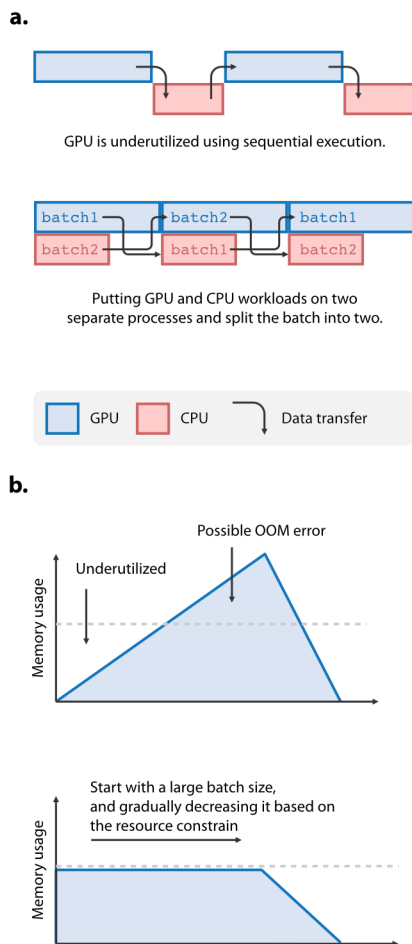 a.
GPU is underutilized using sequential execution.
batch1 batch2 batch1
batch2 batch1 batch2
Putting GPU and CPU workloads on two
separate processes and split the batch into two.
GPU CPU Data transfer
b.
Possible OOM error
Underutilized
Memory usage
Start with a large batch size,
and gradually decreasing it based on
the resource constrain
Memory usage